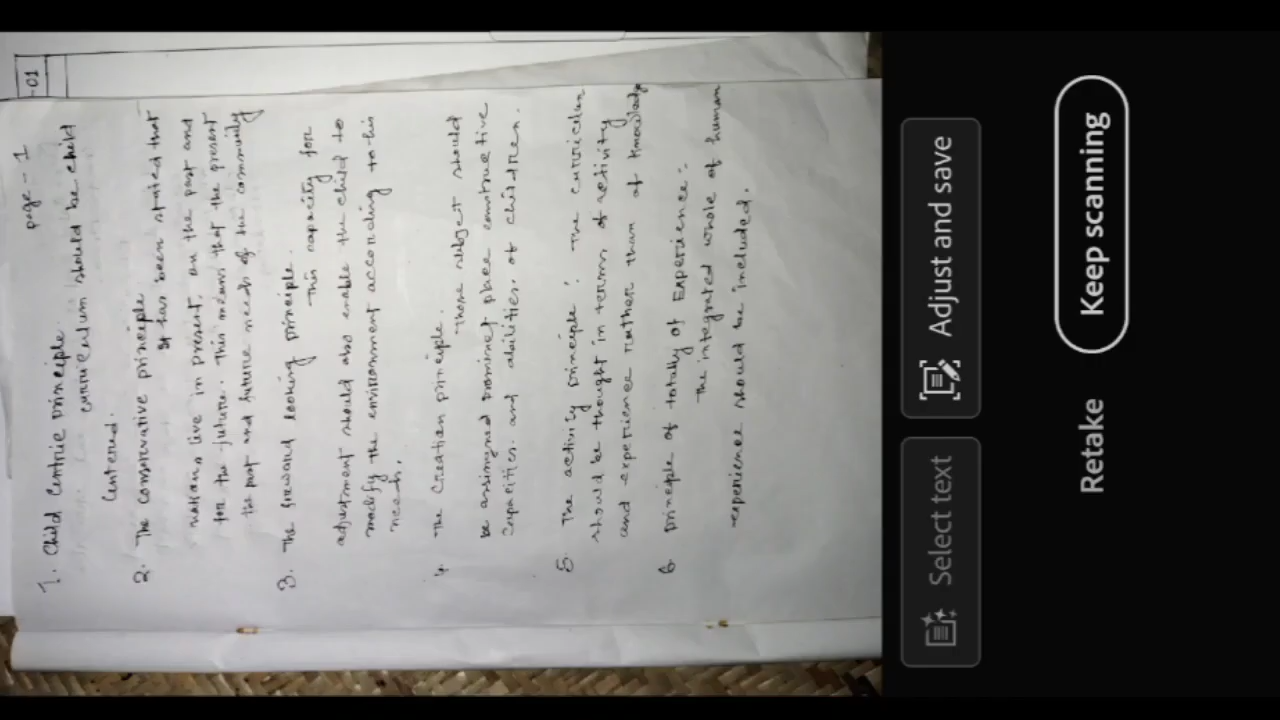 page - 1
-01
1. Child Centric principle.
curriculum should be child
Centered.
2. The Conservative principle
It has been stated that
nations live in present, on the past and
for the future. This means that the present
the past and future needs of the community
3. The forward looking principle.
This capacity for
adjustment should also enable the child to
modify the environment according to his
needs.
4. The Creation principle.
Those subject should
be assigned prominet place constructive
Capacities. and abilities. of children.
5. The activity principle : The curriculum
should be thought in terms of activity
and experience rather than of knowledge
6. principle of totally of Experience -
The integrated whole of human
experience should be included.
Select text
Adjust and save
Retake
Keep scanning